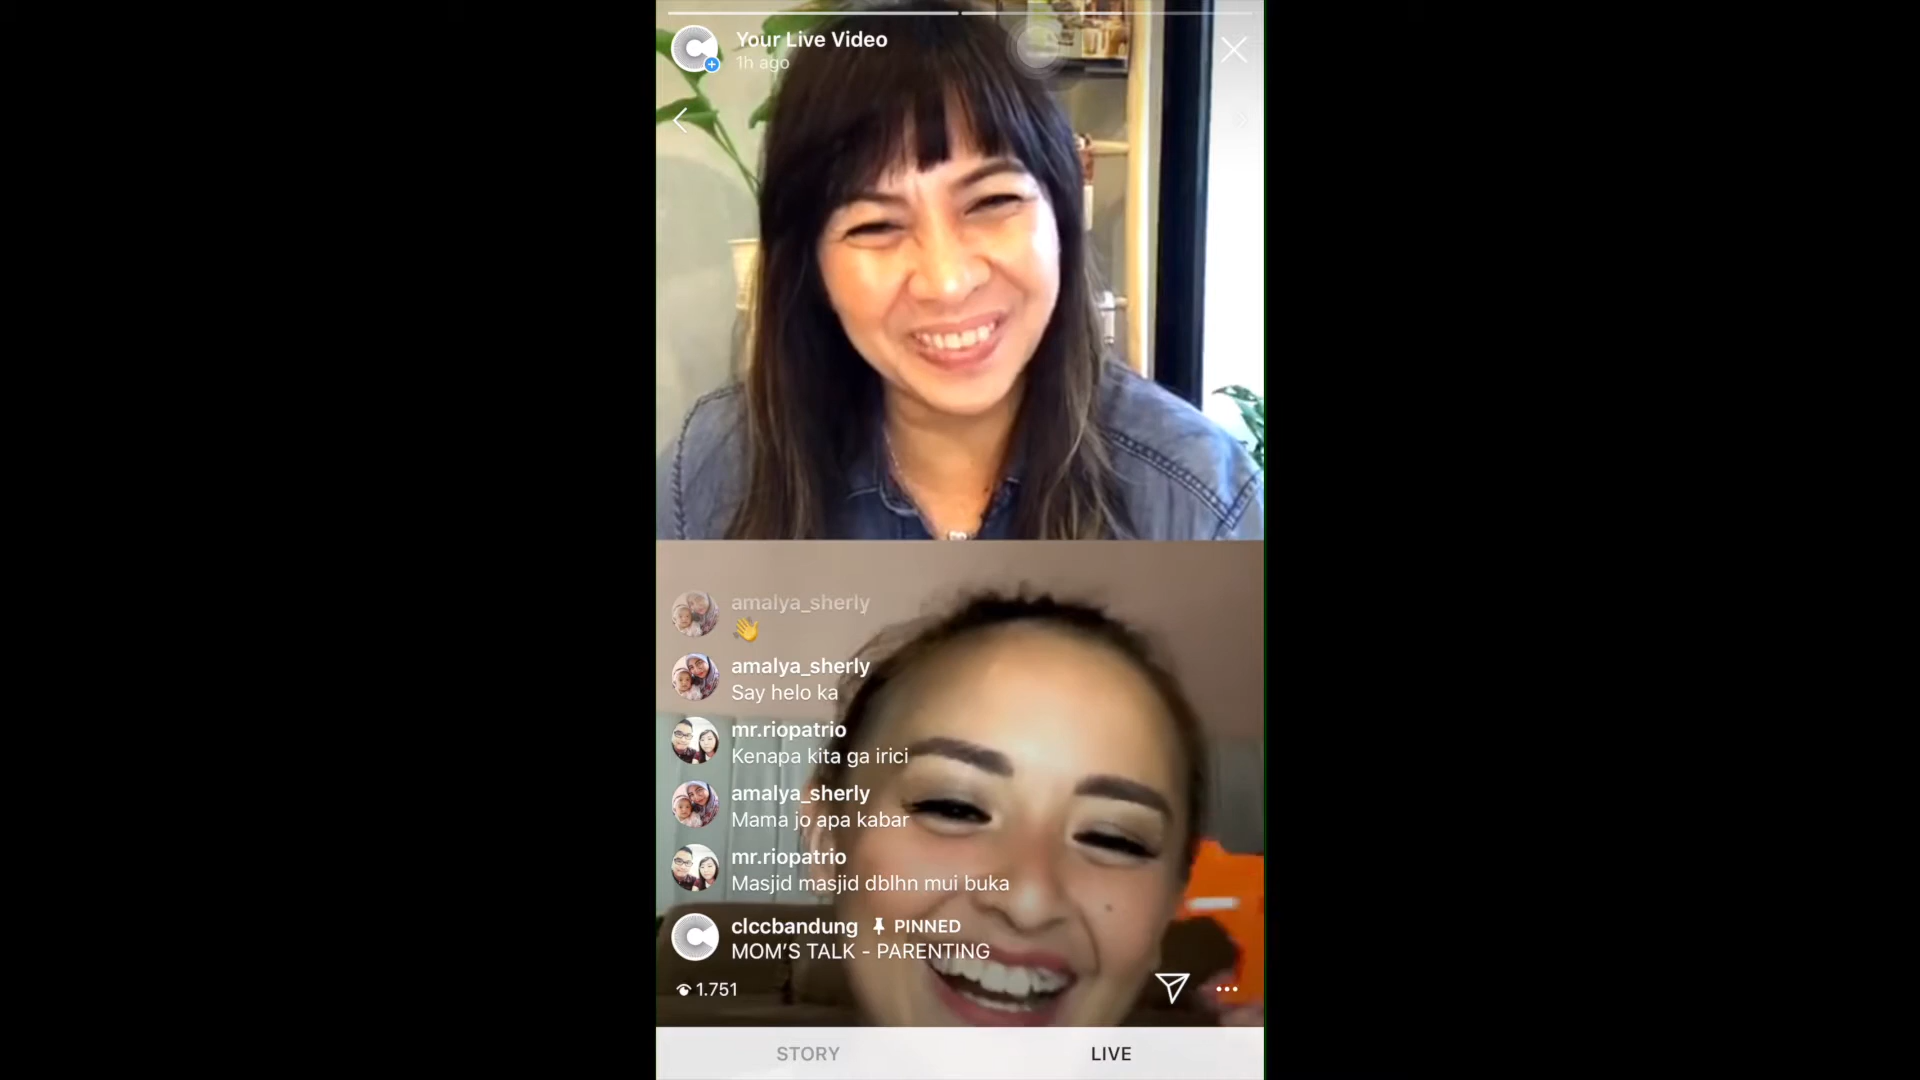 Your Live Video
1h ago
amalya_sherly
👋
amalya_sherly
Say helo ka
mr.riopatrio
Kenapa kita ga irici
amalya_sherly
Mama jo apa kabar
mr.riopatrio
Masjid masjid dblhn mui buka
clccbandung PINNED
MOM'S TALK - PARENTING
1.751
STORY
LIVE